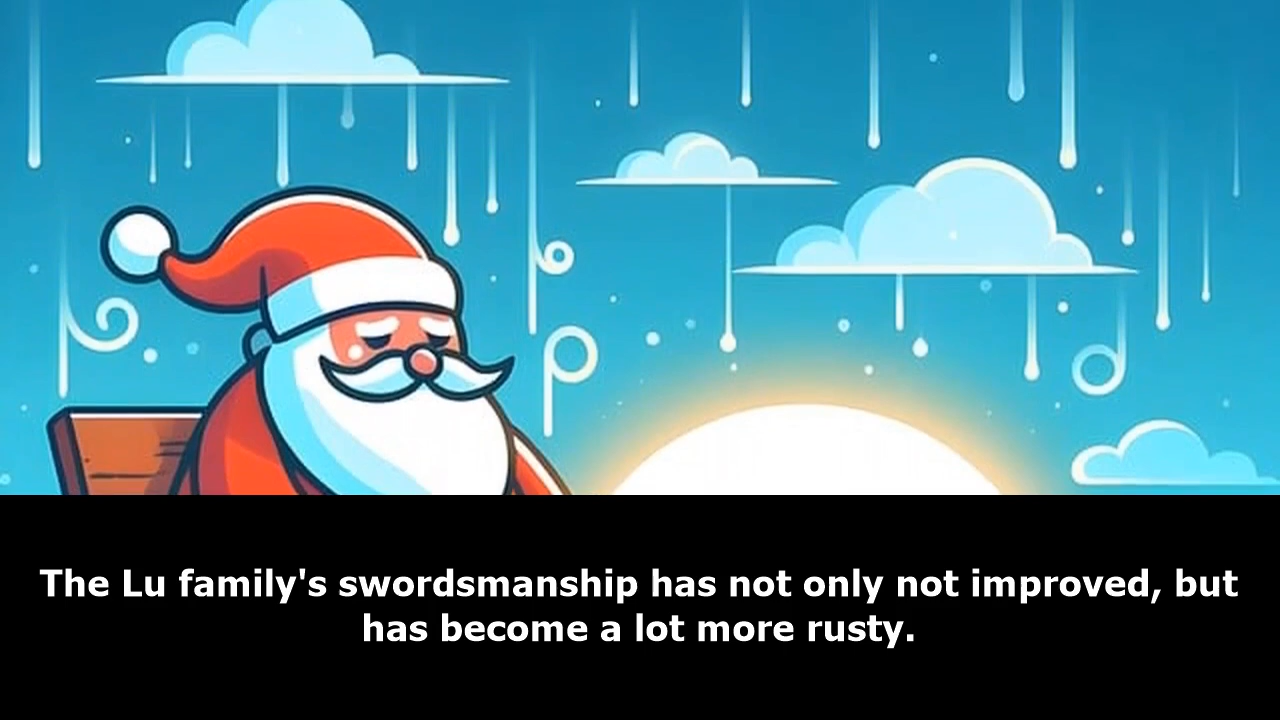 The Lu family's swordsmanship has not only not improved, but
has become a lot more rusty.